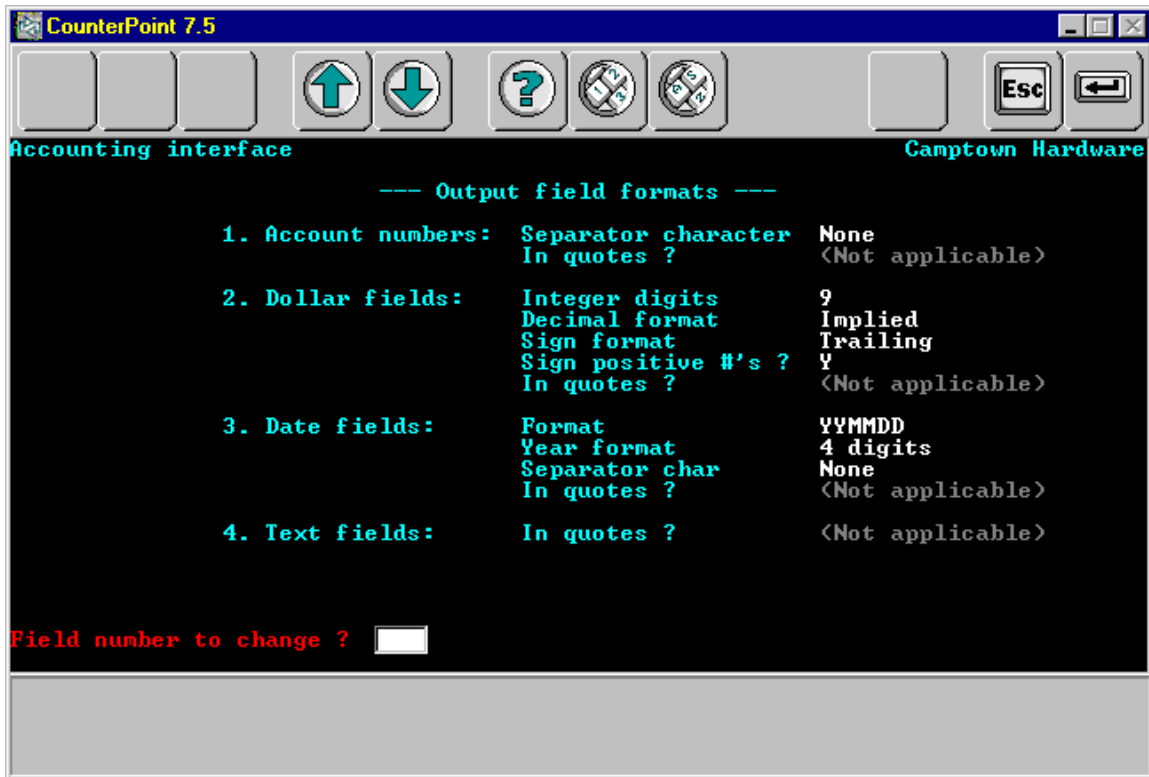 CounterPoint 7.5
Esc
Accounting interface Camptown Hardware
--- Output field formats ---
1. Account numbers: Separator character None
In quotes ? (Not applicable)
2. Dollar fields: Integer digits 9
Decimal format Implied
Sign format Trailing
Sign positive #'s ? Y
In quotes ? (Not applicable)
3. Date fields: Format YYMMDD
Year format 4 digits
Separator char None
In quotes ? (Not applicable)
4. Text fields: In quotes ? (Not applicable)
Field number to change ?